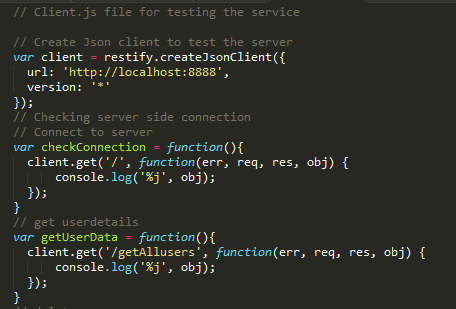 // Client.js file for testing the service

// Create Json client to test the server
var client = restify.createJsonClient({
  url: 'http://localhost:8888',
  version: '*'
});
// Checking server side connection
// Connect to server
var checkConnection = function(){
  client.get('/', function(err, req, res, obj) {
      console.log('%j', obj);
  });
}
// get userdetails
var getUserData = function(){
  client.get('/getAllusers', function(err, req, res, obj) {
      console.log('%j', obj);
  });
}